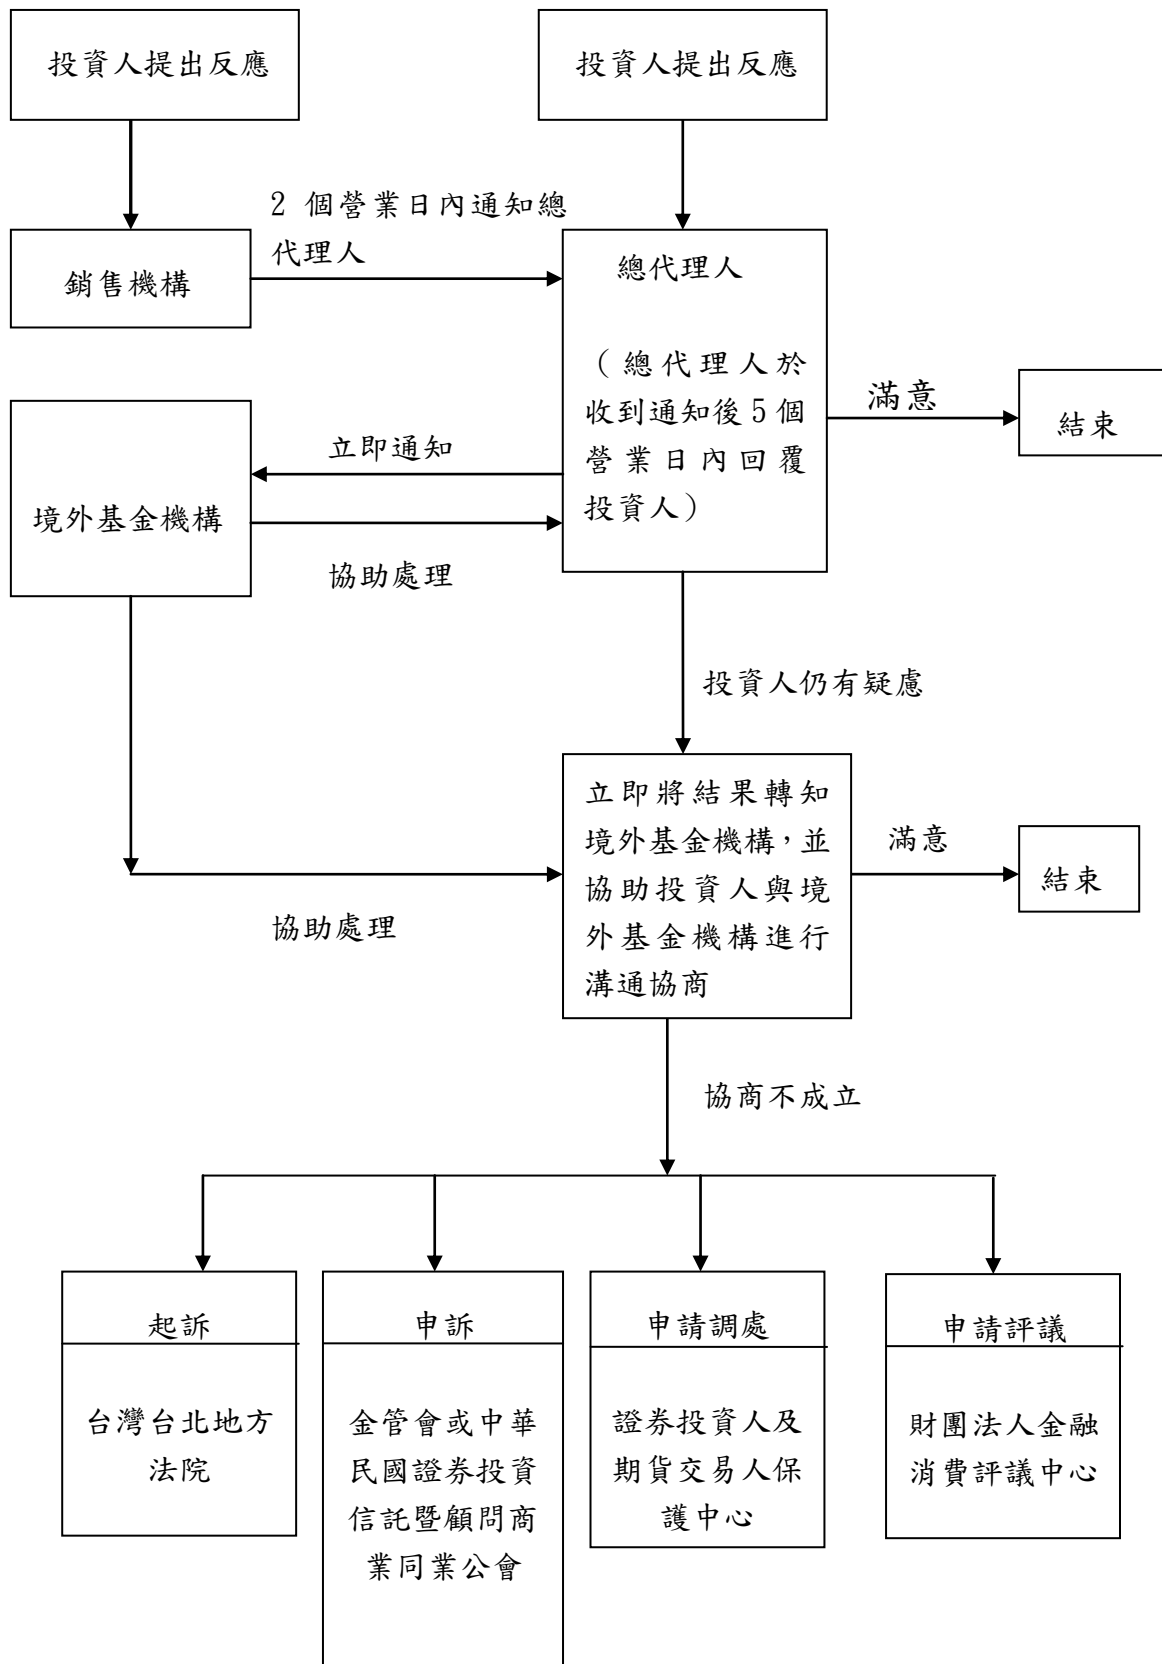 投資人提出反應
投資人提出反應
2 個營業日內通知總
代理人
銷售機構
總代理人
（總代理人於
收到通知後5個
營業日內回覆
投資人）
滿意
結束
立即通知
境外基金機構
協助處理
投資人仍有疑慮
立即將結果轉知
境外基金機構，並
協助投資人與境
外基金機構進行
溝通協商
滿意
結束
協助處理
協商不成立
起訴
台灣台北地方
法院
申訴
金管會或中華
民國證券投資
信託暨顧問商
業同業公會
申請調處
證券投資人及
期貨交易人保
護中心
申請評議
財團法人金融
消費評議中心